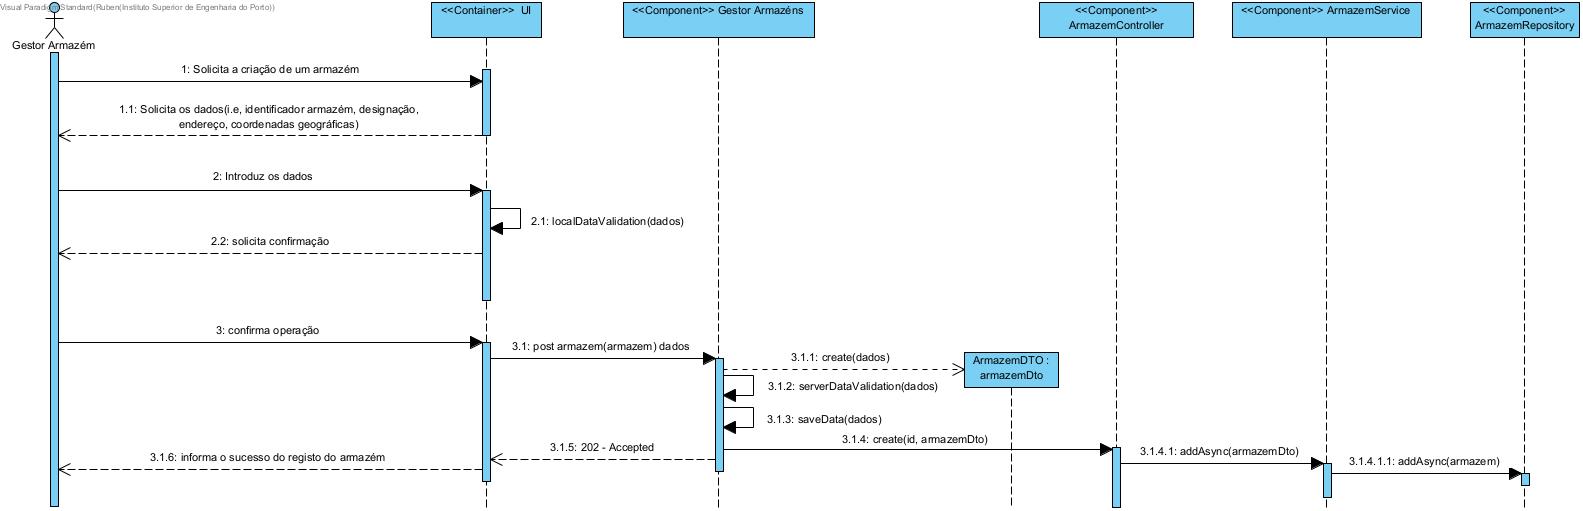 Visual Paradigm Standard(Ruben(Instituto Superior de Engenharia do Porto))
Gestor Armazém
<<Container>> UI
<<Component>> Gestor Armazéns
<<Component>>
ArmazemController
<<Component>> ArmazemService
<<Component>>
ArmazemRepository
1: Solicita a criação de um armazém
1.1: Solicita os dados(i.e, identificador armazém, designação,
endereço, coordenadas geográficas)
2: Introduz os dados
2.1: localDataValidation(dados)
2.2: solicita confirmação
3: confirma operação
3.1: post armazem(armazem) dados
3.1.1: create(dados)
ArmazemDTO :
armazemDto
3.1.2: serverDataValidation(dados)
3.1.3: saveData(dados)
3.1.4: create(id, armazemDto)
3.1.5: 202 - Accepted
3.1.6: informa o sucesso do registo do armazém
3.1.4.1: addAsync(armazemDto)
3.1.4.1.1: addAsync(armazem)